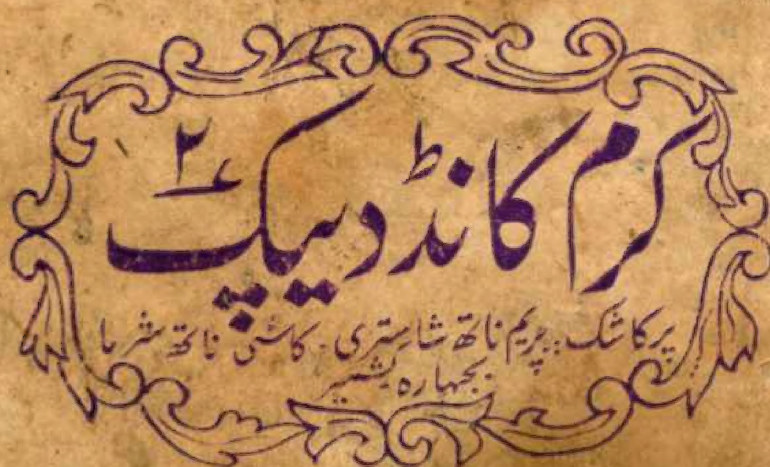 کرم کانڈ دیپک ۲
پرکاشک :: پریم ناتھ شاستری - کاشی ناتھ شرما
بجبہارہ کشمیر